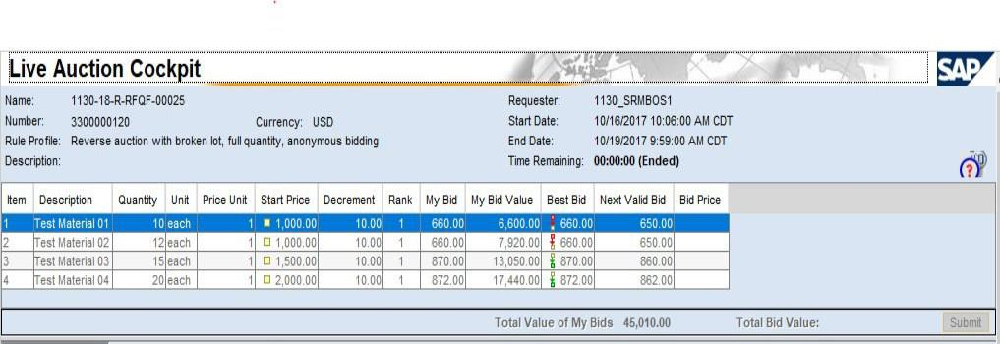 Live Auction Cockpit SAP
Name: 1130-18-R-RFQF-00025 Requester: 1130_SRMBOS1
Number: 3300000120 Currency: USD Start Date: 10/16/2017 10:06:00 AM CDT
Rule Profile: Reverse auction with broken lot, full quantity, anonymous bidding End Date: 10/19/2017 9:59:00 AM CDT
Description: Time Remaining: 00:00:00 (Ended)
?
Item Description Quantity Unit Price Unit Start Price Decrement Rank My Bid My Bid Value Best Bid Next Valid Bid Bid Price
1 Test Material 01 10 each 1 1,000.00 10.00 1 660.00 6,600.00 660.00 650.00
2 Test Material 02 12 each 1 1,000.00 10.00 1 660.00 7,920.00 660.00 650.00
3 Test Material 03 15 each 1 1,500.00 10.00 1 870.00 13,050.00 870.00 860.00
4 Test Material 04 20 each 1 2,000.00 10.00 1 872.00 17,440.00 872.00 862.00
Total Value of My Bids 45,010.00 Total Bid Value: Submit